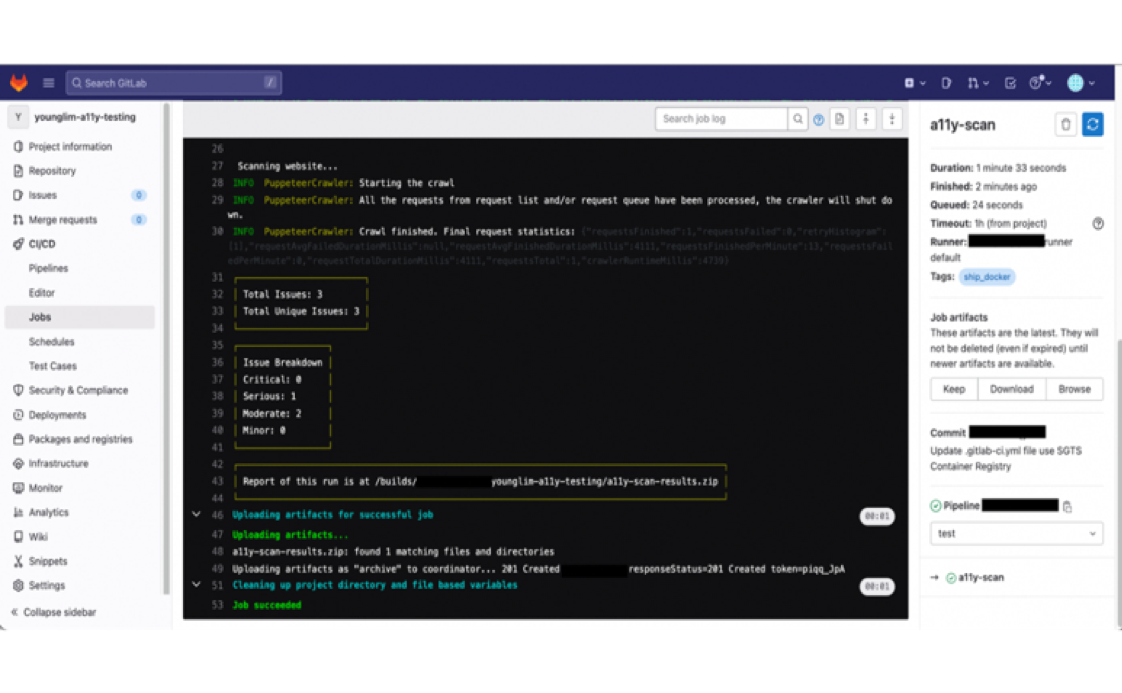 Search GitLab /
Y younglim-a11y-testing
Project information
Repository
Issues 0
Merge requests 0
CI/CD
Pipelines
Editor
Jobs
Schedules
Test Cases
Security & Compliance
Deployments
Packages and registries
Infrastructure
Monitor
Analytics
Wiki
Snippets
Settings
« Collapse sidebar
Search job log
26
27 Scanning website...
28 INFO PuppeteerCrawler: Starting the crawl
29 INFO PuppeteerCrawler: All the requests from request list and/or request queue have been processed, the crawler will shut do
wn.
30 INFO PuppeteerCrawler: Crawl finished. Final request statistics: {"requestsFinished":1,"requestsFailed":0,"retryHistogram":
[1],"requestAvgFailedDurationMillis":null,"requestAvgFinishedDurationMillis":4111,"requestsFinishedPerMinute":13,"requestsFail
edPerMinute":0,"requestTotalDurationMillis":4111,"requestsTotal":1,"crawlerRuntimeMillis":4739}
31
32 Total Issues: 3
33 Total Unique Issues: 3
34
35
36 Issue Breakdown
37 Critical: 0
38 Serious: 1
39 Moderate: 2
40 Minor: 0
41
42
43 Report of this run is at /builds/ younglim-a11y-testing/a11y-scan-results.zip
44
46 Uploading artifacts for successful job 00:01
47 Uploading artifacts...
48 a11y-scan-results.zip: found 1 matching files and directories
49 Uploading artifacts as "archive" to coordinator... 201 Created responseStatus=201 Created token=piqq_JpA
51 Cleaning up project directory and file based variables 00:01
53 Job succeeded
a11y-scan
Duration: 1 minute 33 seconds
Finished: 2 minutes ago
Queued: 24 seconds
Timeout: 1h (from project)
Runner: runner
default
Tags: ship_docker
Job artifacts
These artifacts are the latest. They will
not be deleted (even if expired) until
newer artifacts are available.
Keep Download Browse
Commit
Update .gitlab-ci.yml file use SGTS
Container Registry
Pipeline
test
→ a11y-scan